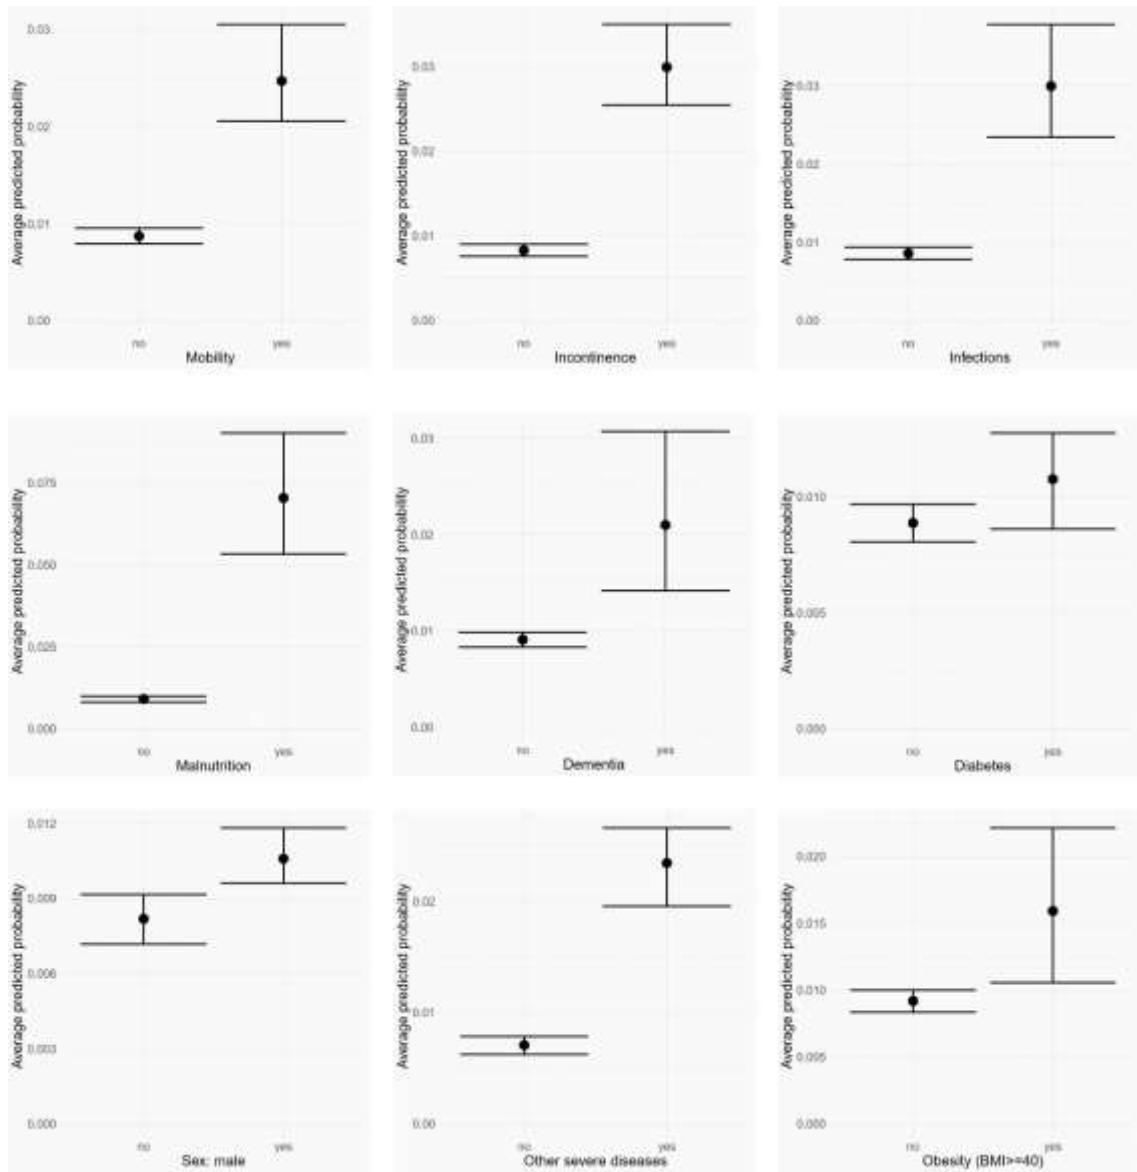 Average predicted probability
0.03
0.02
0.01
0.00
no yes
Mobility
Average predicted probability
0.03
0.02
0.01
0.00
no yes
Incontinence
Average predicted probability
0.03
0.02
0.01
0.00
no yes
Infections
Average predicted probability
0.075
0.050
0.025
0.000
no yes
Malnutrition
Average predicted probability
0.03
0.02
0.01
0.00
no yes
Dementia
Average predicted probability
0.010
0.005
0.000
no yes
Diabetes
Average predicted probability
0.012
0.009
0.006
0.003
0.000
no yes
Sex: male
Average predicted probability
0.02
0.01
0.00
no yes
Other severe diseases
Average predicted probability
0.020
0.015
0.010
0.005
0.000
no yes
Obesity (BMI>=40)